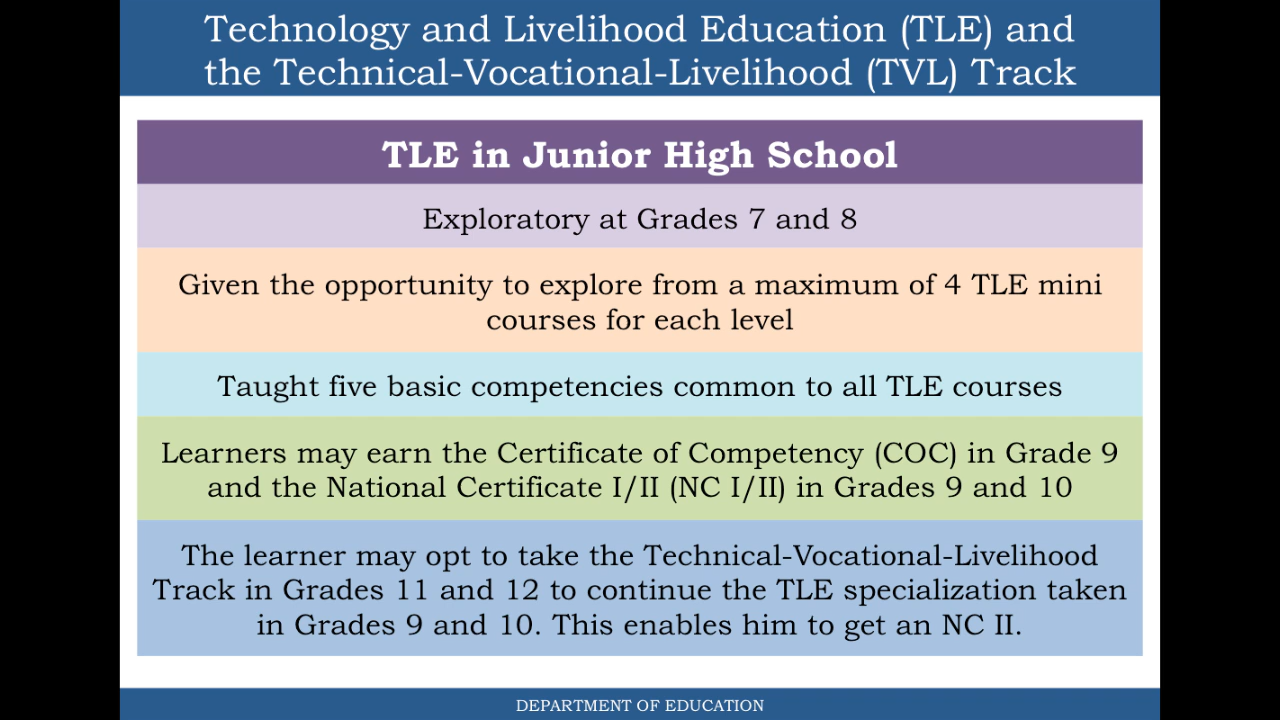 Technology and Livelihood Education (TLE) and
the Technical-Vocational-Livelihood (TVL) Track
TLE in Junior High School
Exploratory at Grades 7 and 8
Given the opportunity to explore from a maximum of 4 TLE mini
courses for each level
Taught five basic competencies common to all TLE courses
Learners may earn the Certificate of Competency (COC) in Grade 9
and the National Certificate I/II (NC I/II) in Grades 9 and 10
The learner may opt to take the Technical-Vocational-Livelihood
Track in Grades 11 and 12 to continue the TLE specialization taken
in Grades 9 and 10. This enables him to get an NC II.
DEPARTMENT OF EDUCATION